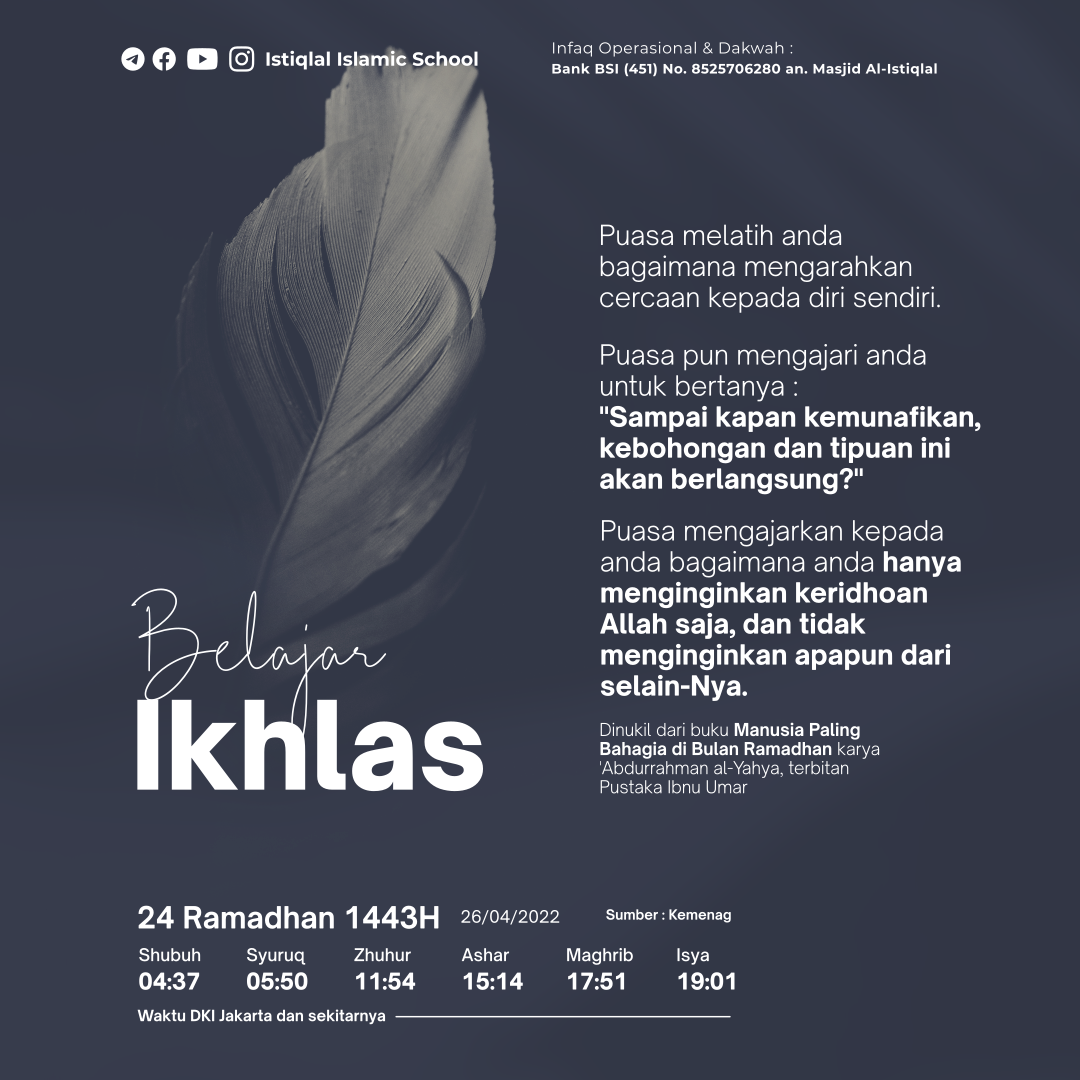 Istiqlal Islamic School
Infaq Operasional & Dakwah :
Bank BSI (451) No. 8525706280 an. Masjid Al-Istiqlal
Puasa melatih anda
bagaimana mengarahkan
cercaan kepada diri sendiri.
Puasa pun mengajari anda
untuk bertanya :
"Sampai kapan kemunafikan,
kebohongan dan tipuan ini
akan berlangsung?"
Puasa mengajarkan kepada
anda bagaimana anda hanya
menginginkan keridhoan
Allah saja, dan tidak
menginginkan apapun dari
selain-Nya.
Dinukil dari buku Manusia Paling
Bahagia di Bulan Ramadhan karya
'Abdurrahman al-Yahya, terbitan
Pustaka Ibnu Umar
Belajar
Ikhlas
24 Ramadhan 1443H 26/04/2022 Sumber : Kemenag
Shubuh Syuruq Zhuhur Ashar Maghrib Isya
04:37 05:50 11:54 15:14 17:51 19:01
Waktu DKI Jakarta dan sekitarnya